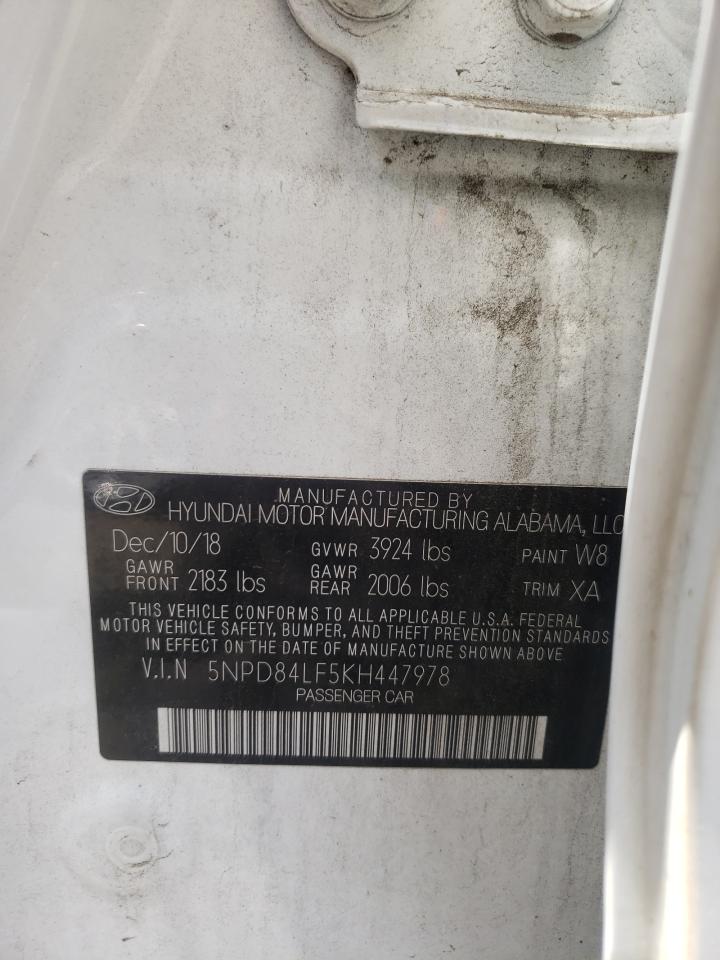 MANUFACTURED BY
HYUNDAI MOTOR MANUFACTURING ALABAMA, LLC
Dec/10/18 GVWR 3924 lbs PAINT W8
GAWR FRONT 2183 lbs GAWR REAR 2006 lbs TRIM XA
THIS VEHICLE CONFORMS TO ALL APPLICABLE U.S.A. FEDERAL
MOTOR VEHICLE SAFETY, BUMPER, AND THEFT PREVENTION STANDARDS
IN EFFECT ON THE DATE OF MANUFACTURE SHOWN ABOVE
V.I.N 5NPD84LF5KH447978
PASSENGER CAR